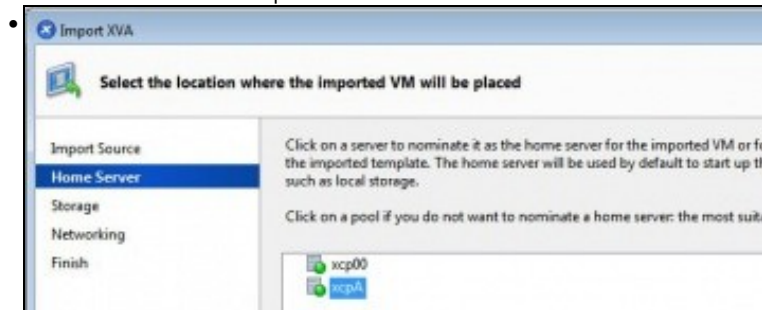 Import XVA
Select the location where the imported VM will be placed
Import Source
Home Server
Storage
Networking
Finish
Click on a server to nominate it as the home server for the imported VM or
the imported template. The home server will be used by default to start up
such as local storage.
Click on a pool if you do not want to nominate a home server: the most
xcp00
xcpA